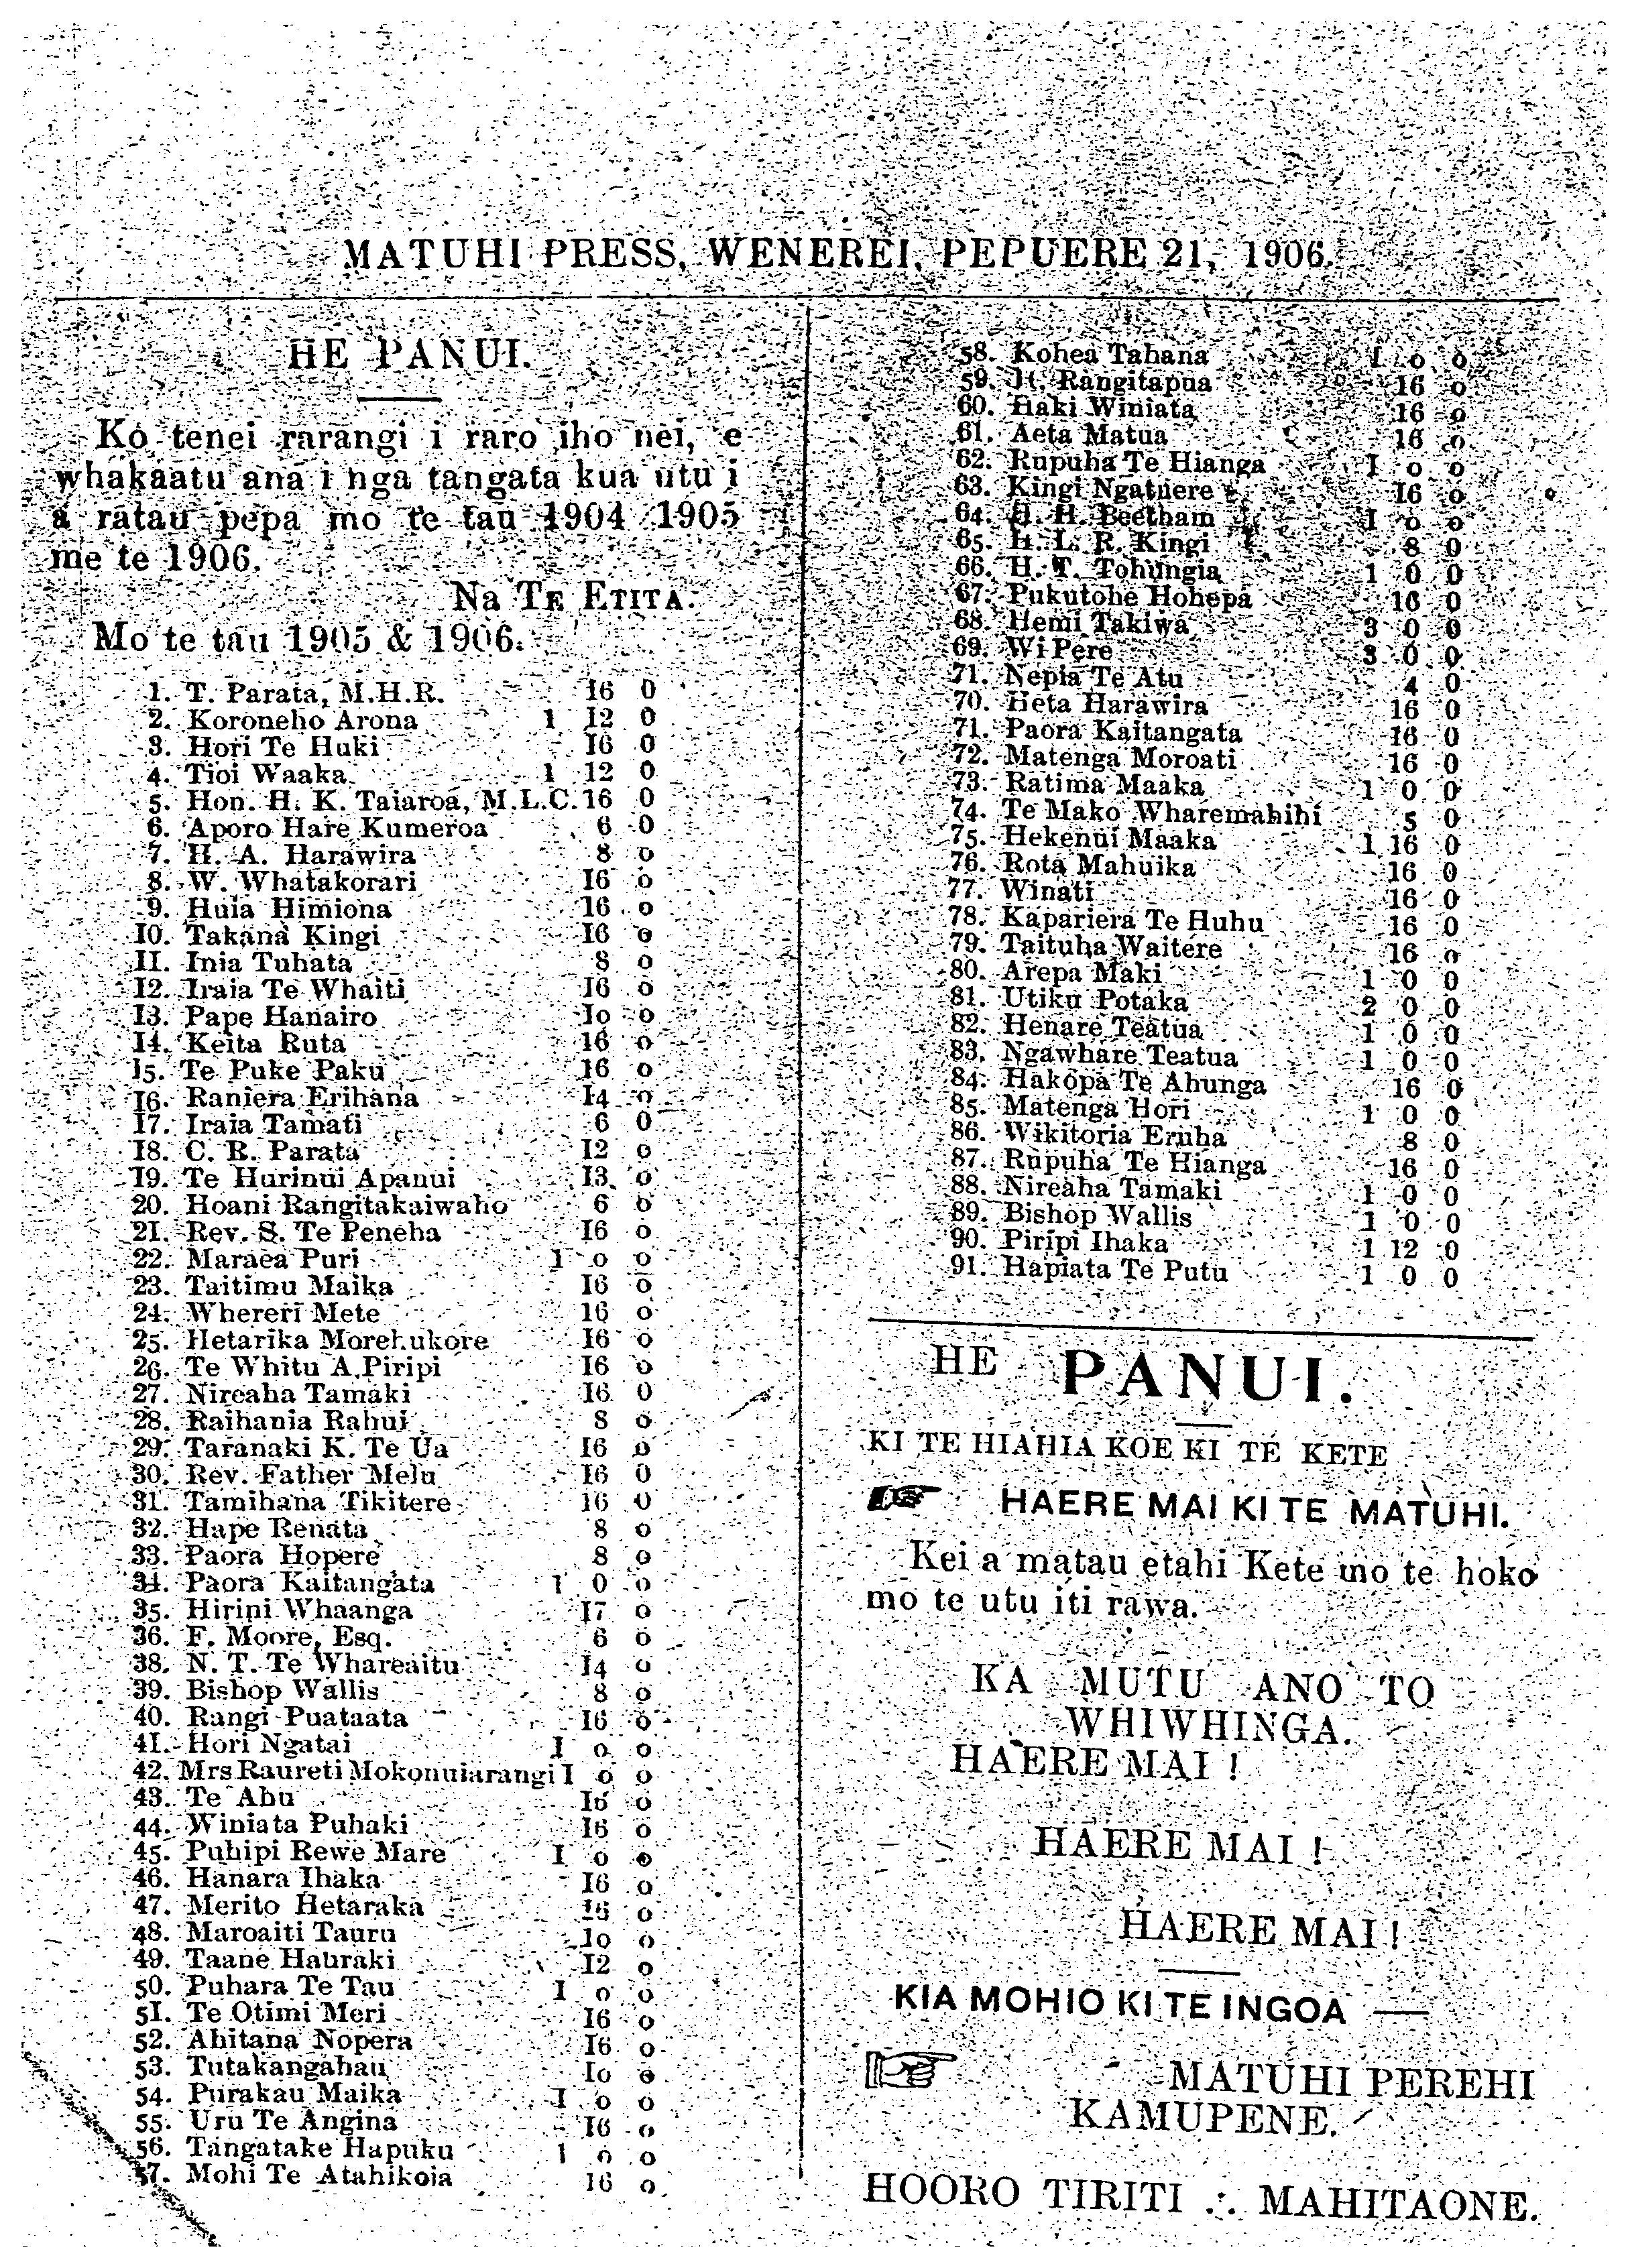 MATUHI PRESS, WENEREI, PEPUERE 21, 1906.
HE PANUI.
Ko tenei rarangi i raro iho nei, e
whakaatu ana i nga tangata kua utu i
a ratau pepa mo te tau 1904 1905
me te 1906.
Na TE ETITA.
Mo te tau 1905 & 1906.
1. T. Parata, M.H.R. 16 0
2. Koroneho Arona 1 12 0
3. Hori Te Huki 16 0
4. Tioi Waaka 1 12 0
5. Hon. H. K. Taiaroa, M.L.C. 16 0
6. Aporo Hare Kumeroa 6 0
7. H. A. Harawira 8 0
8. W. Whatakorari 16 0
9. Huia Himiona 16 0
10. Takana Kingi 16 0
11. Inia Tuhata 8 0
12. Iraia Te Whaiti 16 0
13. Pape Hanairo 10 0
14. Keita Ruta 16 0
15. Te Puke Paku 16 0
16. Raniera Erihana 14 0
17. Iraia Tamati 6 0
18. C. R. Parata 12 0
19. Te Hurinui Apanui 13 0
20. Hoani Rangitakaiwaho 6 0
21. Rev. S. Te Peneha 16 0
22. Maraea Puri 1 0 0
23. Taitimu Maika 16 0
24. Whereri Mete 16 0
25. Hetarika Morehukore 16 0
26. Te Whitu A. Piripi 16 0
27. Nireaha Tamaki 16 0
28. Raihania Rahui 8 0
29. Taranaki K. Te Ua 16 0
30. Rev. Father Melu 16 0
31. Tamihana Tikitere 16 0
32. Hape Renata 8 0
33. Paora Hopere 8 0
34. Paora Kaitangata 1 0 0
35. Hirini Whaanga 17 0
36. F. Moore, Esq. 6 0
38. N. T. Te Whareaitu 14 0
39. Bishop Wallis 8 0
40. Rangi Puataata 16 0
41. Hori Ngatai 1 0 0
42. Mrs Raureti Mokonuiarangi 1 0 0
43. Te Ahu 16 0
44. Winiata Puhaki 16 0
45. Puhipi Rewe Mare 1 0 0
46. Hanara Ihaka 16 0
47. Merito Hetaraka 16 0
48. Maroaiti Tauru 10 0
49. Taane Hauraki 12 0
50. Puhara Te Tau 1 0 0
51. Te Otimi Meri 16 0
52. Ahitana Nopera 16 0
53. Tutakangahau 10 0
54. Purakau Maika 1 0 0
55. Uru Te Angina 16 0
56. Tangatake Hapuku 1 0 0
57. Mohi Te Atahikoia 16 0
58. Kohea Tahana 1 0 0
59. H. Rangitapua 16 0
60. Haki Winiata 16 0
61. Aeta Matua 16 0
62. Rupuha Te Hianga 1 0 0
63. Kingi Ngatuere 16 0
64. H. H. Beetham 1 0 0
65. H. L. R. Kingi 8 0
66. H. T. Tohungia 1 0 0
67. Pukutohe Hohepa 16 0
68. Hemi Takiwa 3 0 0
69. Wi Pere 3 0 0
71. Nepia Te Atu 4 0
70. Heta Harawira 16 0
71. Paora Kaitangata 16 0
72. Matenga Moroati 16 0
73. Ratima Maaka 1 0 0
74. Te Mako Wharemahihi 5 0
75. Hekenui Maaka 1 16 0
76. Rota Mahuika 16 0
77. Winati 16 0
78. Kapariera Te Huhu 16 0
79. Taituha Waitere 16 0
80. Arepa Maki 1 0 0
81. Utiku Potaka 2 0 0
82. Henare Teatua 1 0 0
83. Ngawhare Teatua 1 0 0
84. Hakopa Te Ahunga 16 0
85. Matenga Hori 1 0 0
86. Wikitoria Eruha 8 0
87. Rupuha Te Hianga 16 0
88. Nireaha Tamaki 1 0 0
89. Bishop Wallis 1 0 0
90. Piripi Ihaka 1 12 0
91. Hapiata Te Putu 1 0 0
HE PANUI.
KI TE HIAHIA KOE KI TE KETE
HAERE MAI KI TE MATUHI.
Kei a matau etahi Kete mo te hoko
mo te utu iti rawa.
KA MUTU ANO TO
WHIWHINGA.
HAERE MAI !
HAERE MAI !
HAERE MAI !
KIA MOHIO KI TE INGOA —
MATUHI PEREHI
KAMUPENE.
HOORO TIRITI ∴ MAHITAONE.